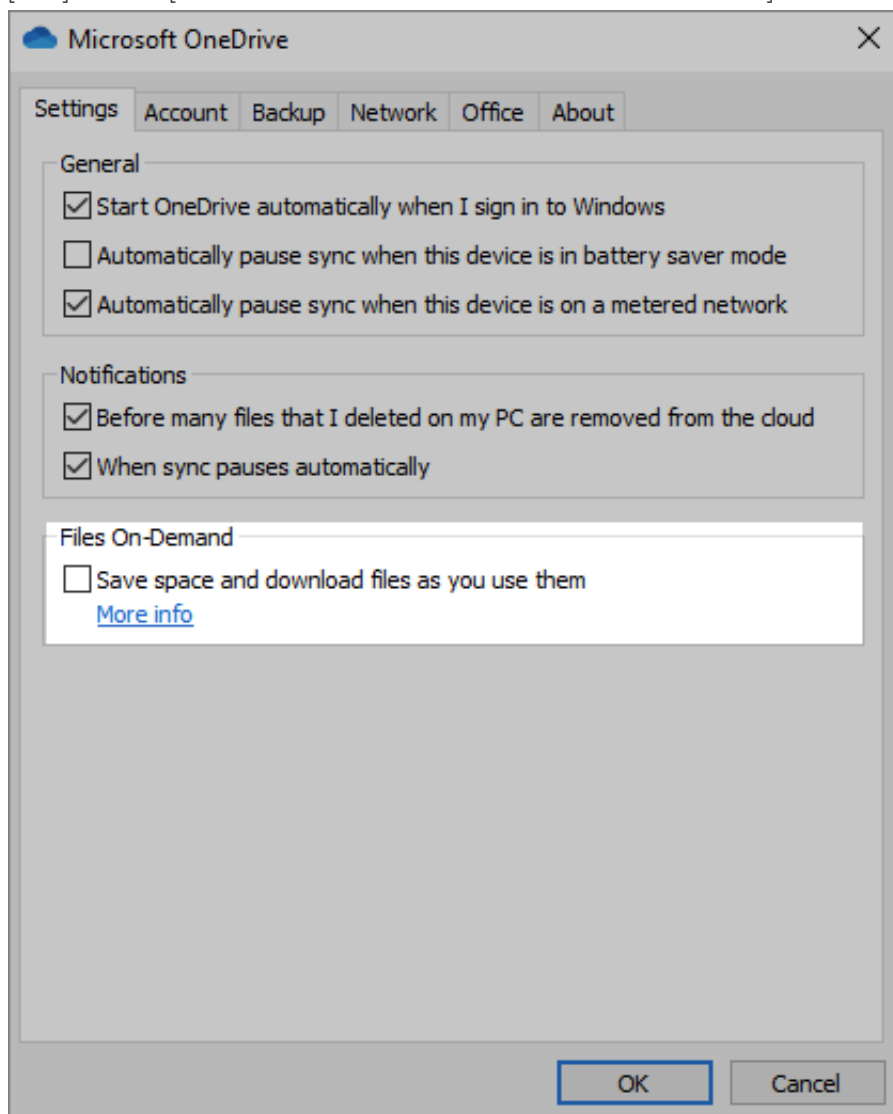 Microsoft OneDrive
Settings Account Backup Network Office About
General
Start OneDrive automatically when I sign in to Windows
Automatically pause sync when this device is in battery saver mode
Automatically pause sync when this device is on a metered network
Notifications
Before many files that I deleted on my PC are removed from the cloud
When sync pauses automatically
Files On-Demand
Save space and download files as you use them
More info
OK Cancel